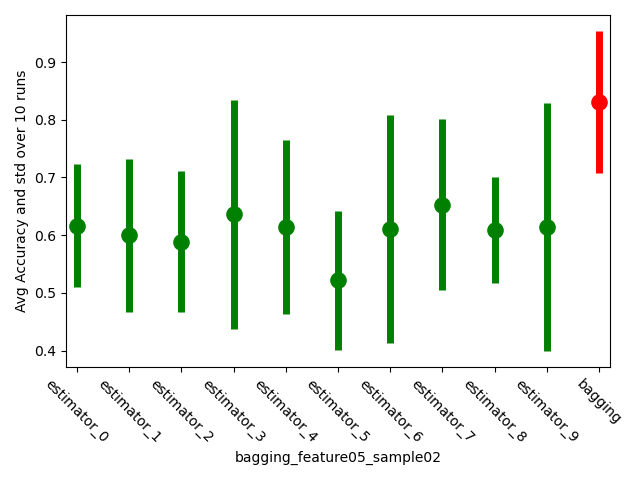 Avg Accuracy and std over 10 runs
0.9
0.8
0.7
0.6
0.5
0.4
estimator_0
estimator_1
estimator_2
estimator_3
estimator_4
estimator_5
estimator_6
estimator_7
estimator_8
estimator_9
bagging
bagging_feature05_sample02